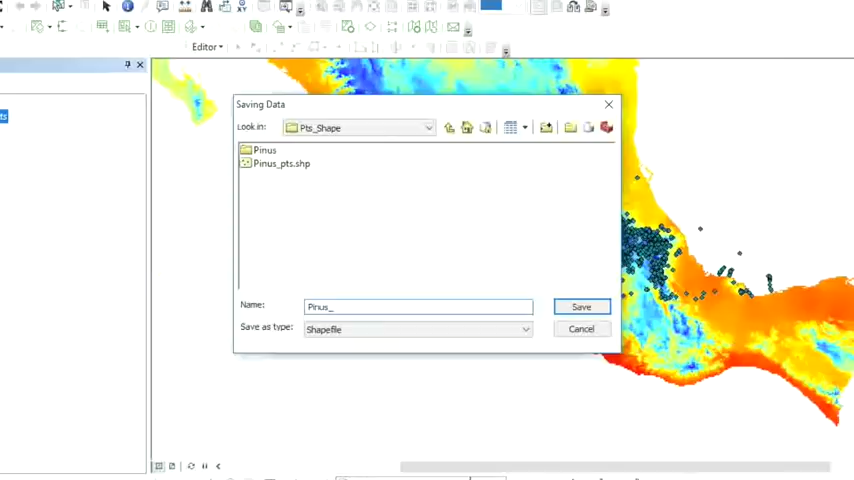 Editor
Saving Data
Look in:
Pts_Shape
Pinus
Pinus_pts.shp
Name:
Pinus_
Save
Save as type:
Shapefile
Cancel